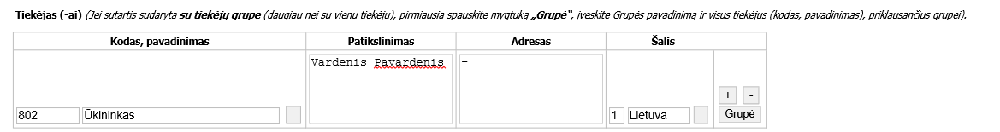 Tiekėjas (-ai) (Jei sutartis sudaryta su tiekėjų grupe (daugiau nei su vienu tiekėju), pirmiausia spauskite mygtuką „Grupė“, įveskite Grupės pavadinimą ir visus tiekėjus (kodas, pavadinimas), priklausančius grupei).
Kodas, pavadinimas Patikslinimas Adresas Šalis
Vardenis Pavardenis –
+ -
802 Ūkininkas ... 1 Lietuva ... Grupė